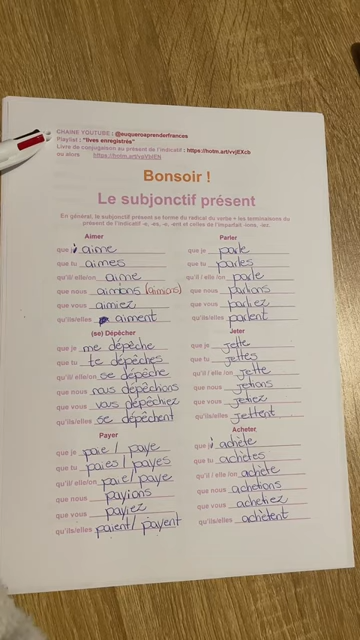 CHAINE YOUTUBE : @euqueroaprenderfrances
Playlist : "lives enregistrés"
Livre de conjugaisons au présent de l'indicatif : https://hotm.art/vvjEXcb
ou alors
Bonsoir !
Le subjonctif présent
En général, le subjonctif présent se forme du radical du verbe + les terminaisons du
présent de l'indicatif -e, -es, -e, -ent et celles de l'imparfait -ions, -iez.
Aimer
que j'aime
que tu aimes
qu'il/ elle/on aime
que nous aimions (aimions)
que vous aimiez
qu'ils/elles aiment
(se) Dépêcher
que je me dépêche
que tu te dépêches
qu'il/ elle/on se dépêche
que nous nous dépêchions
que vous vous dépêchiez
qu'ils/elles se dépêchent
Payer
que je paie / paye
que tu paies / payes
qu'il/ elle/on paie / paye
que nous payions
que vous payiez
qu'ils/elles paient / payent
Parler
que je parle
que tu parles
qu'il / elle /on parle
que nous parlions
que vous parliez
qu'ils/elles parlent
Jeter
que je jette
que tu jettes
qu'il / elle /on jette
que nous jetions
que vous jetiez
qu'ils/elles jettent
Acheter
que j'achète
que tu achètes
qu'il / elle /on achète
que nous achetions
que vous achetiez
qu'ils/elles achètent